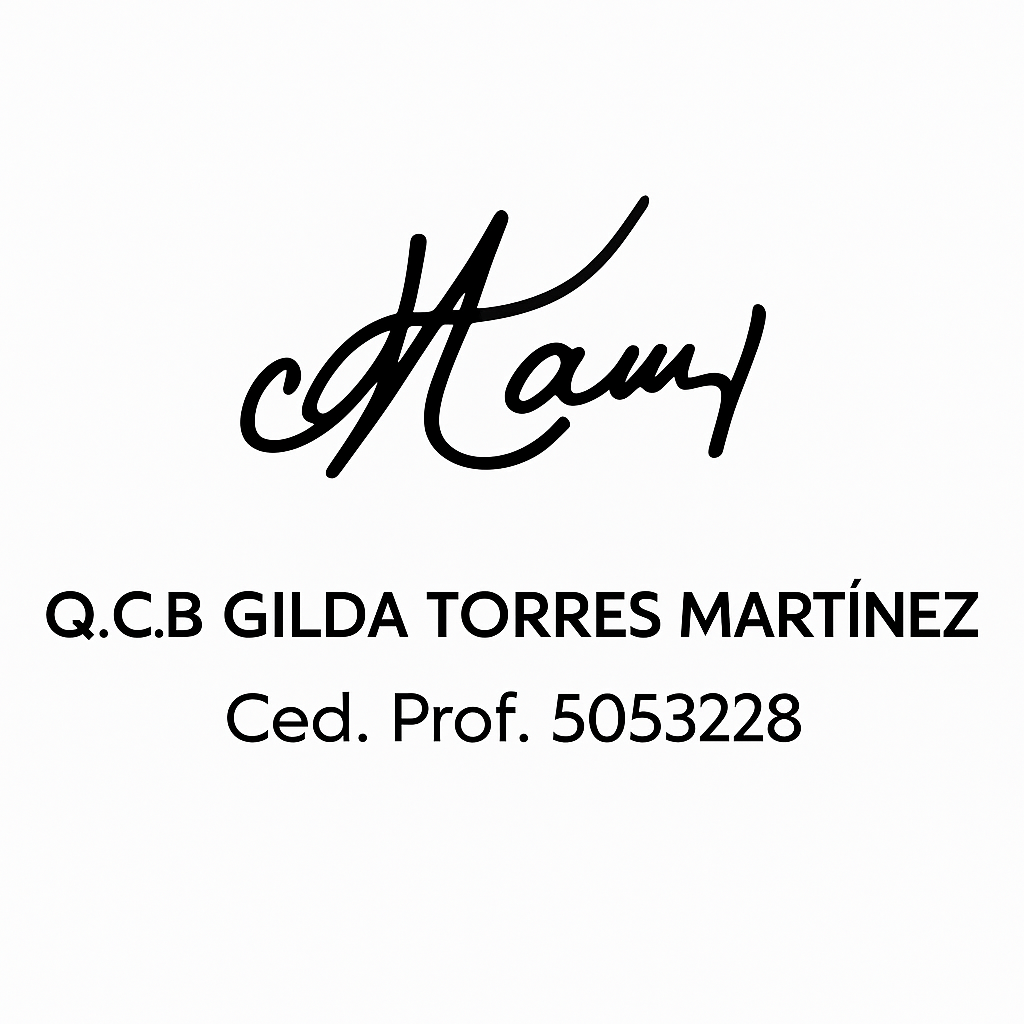 Q.C.B GILDA TORRES MARTÍNEZ
Ced. Prof. 5053228